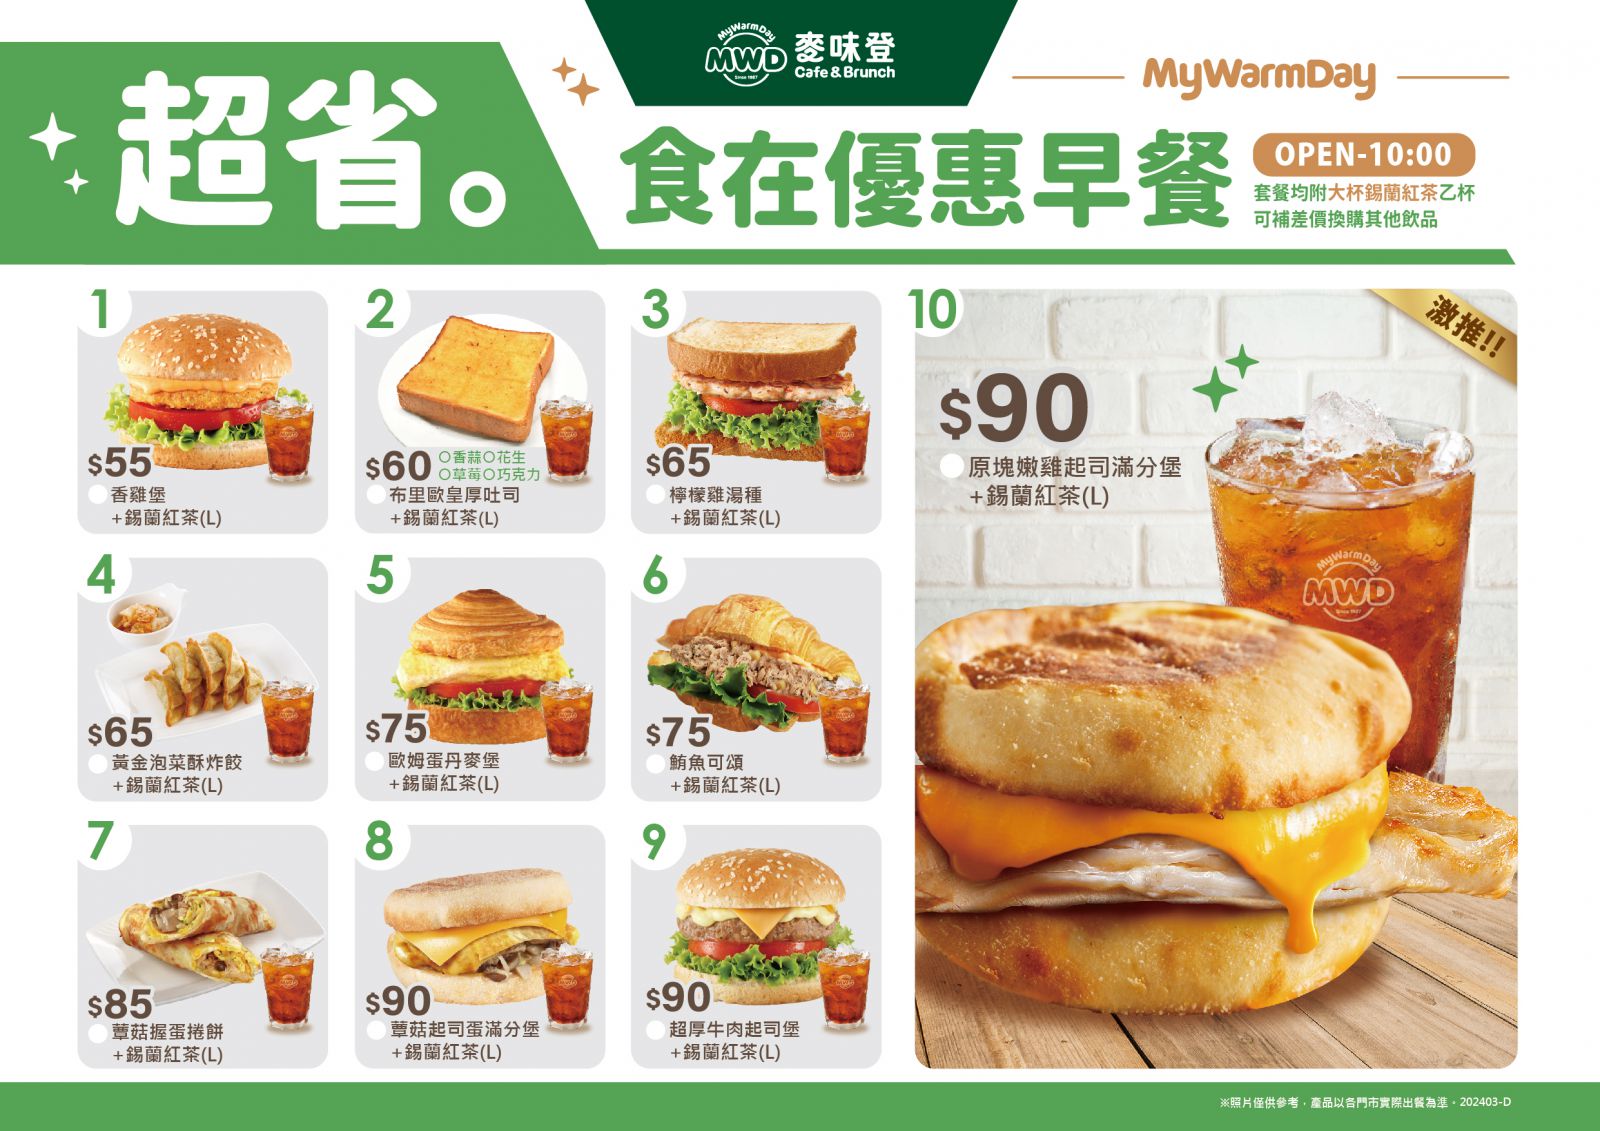 MyWarmDay
MWD
Since 1987
麥味登
Cafe & Brunch
MyWarmDay
超省。
食在優惠早餐
OPEN-10:00
套餐均附大杯錫蘭紅茶乙杯
可補差價換購其他飲品
1
$55
香雞堡
+錫蘭紅茶(L)
2
$60
香蒜 花生
草莓 巧克力
布里歐皇厚吐司
+錫蘭紅茶(L)
3
$65
檸檬雞湯種
+錫蘭紅茶(L)
4
$65
黃金泡菜酥炸餃
+錫蘭紅茶(L)
5
$75
歐姆蛋丹麥堡
+錫蘭紅茶(L)
6
$75
鮪魚可頌
+錫蘭紅茶(L)
7
$85
蕈菇握蛋捲餅
+錫蘭紅茶(L)
8
$90
蕈菇起司蛋滿分堡
+錫蘭紅茶(L)
9
$90
超厚牛肉起司堡
+錫蘭紅茶(L)
10
激推!!
$90
原塊嫩雞起司滿分堡
+錫蘭紅茶(L)
MyWarmDay
MWD
Since 1987
※照片僅供參考，產品以各門市實際出餐為準。202403-D